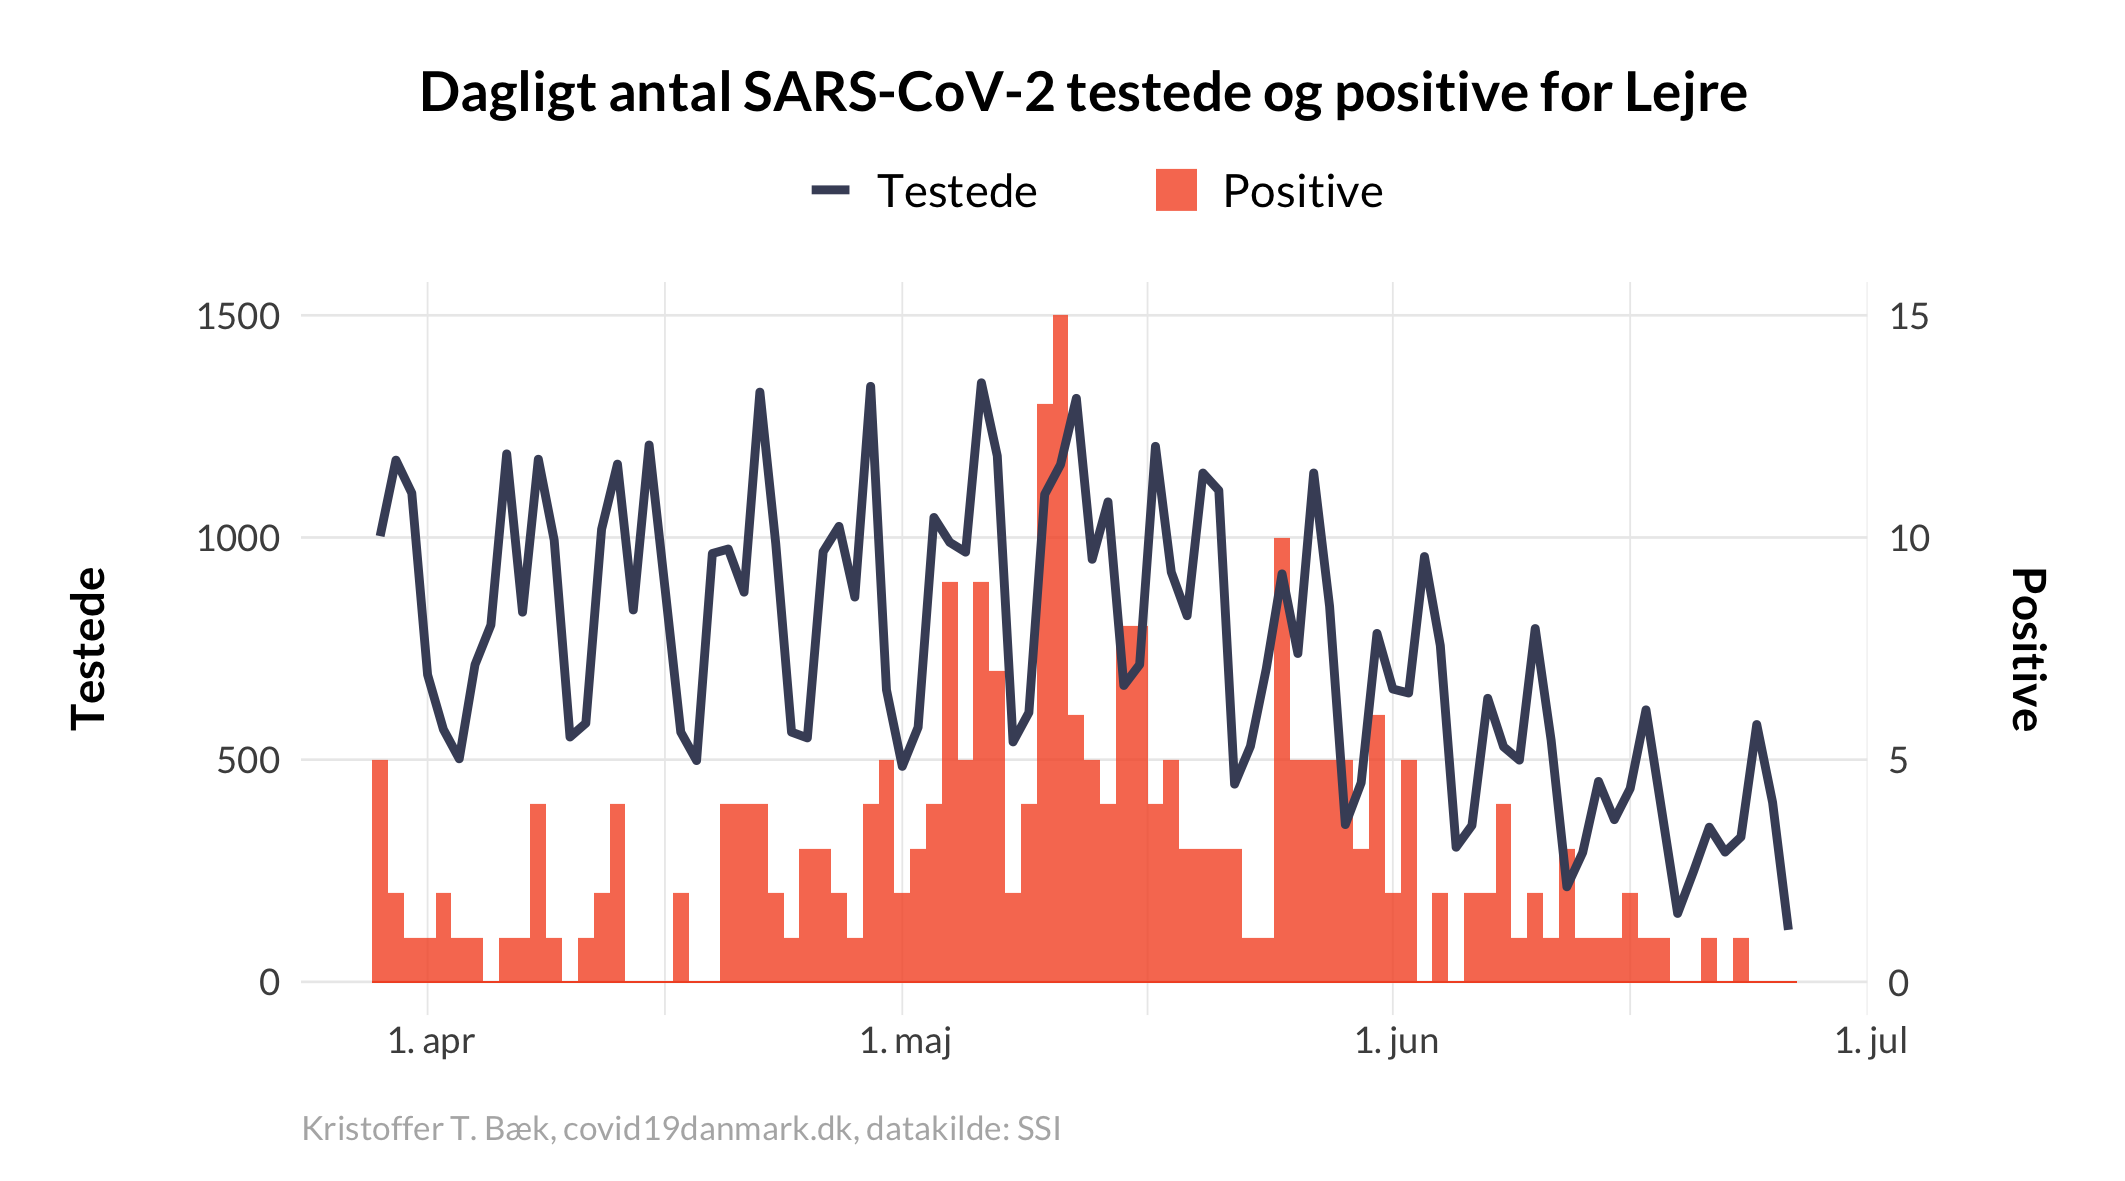 Dagligt antal SARS-CoV-2 testede og positive for Lejre
Testede
Positive
1500
1000
500
0
15
10
5
0
Testede
Positive
1. apr
1. maj
1. jun
1. jul
Kristoffer T. Bæk, covid19danmark.dk, datakilde: SSI